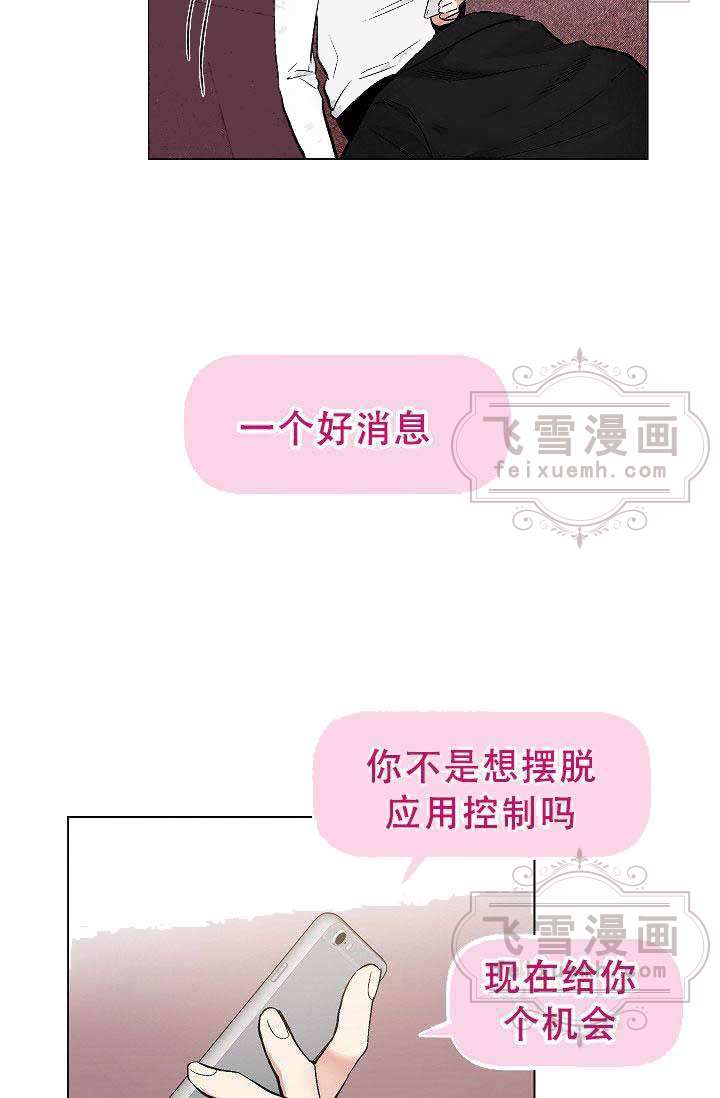 一个好消息
飞雪漫画
feixuemh.com
你不是想摆脱
应用控制吗
飞雪漫画
feixuemh.com
现在给你
个机会